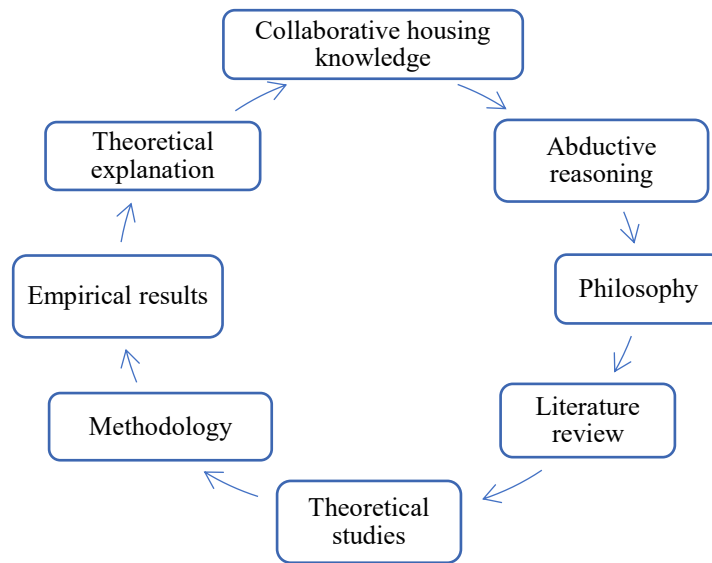 Collaborative housing
knowledge
Abductive
reasoning
Philosophy
Literature
review
Theoretical
studies
Methodology
Empirical results
Theoretical
explanation